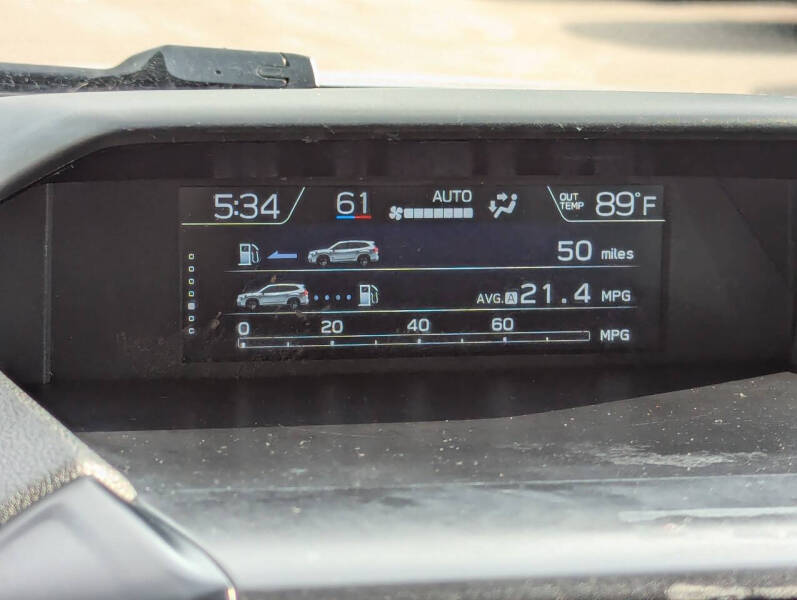 5:34 61 AUTO OUT TEMP 89°F
50 miles
AVG. A 21.4 MPG
0 20 40 60 MPG